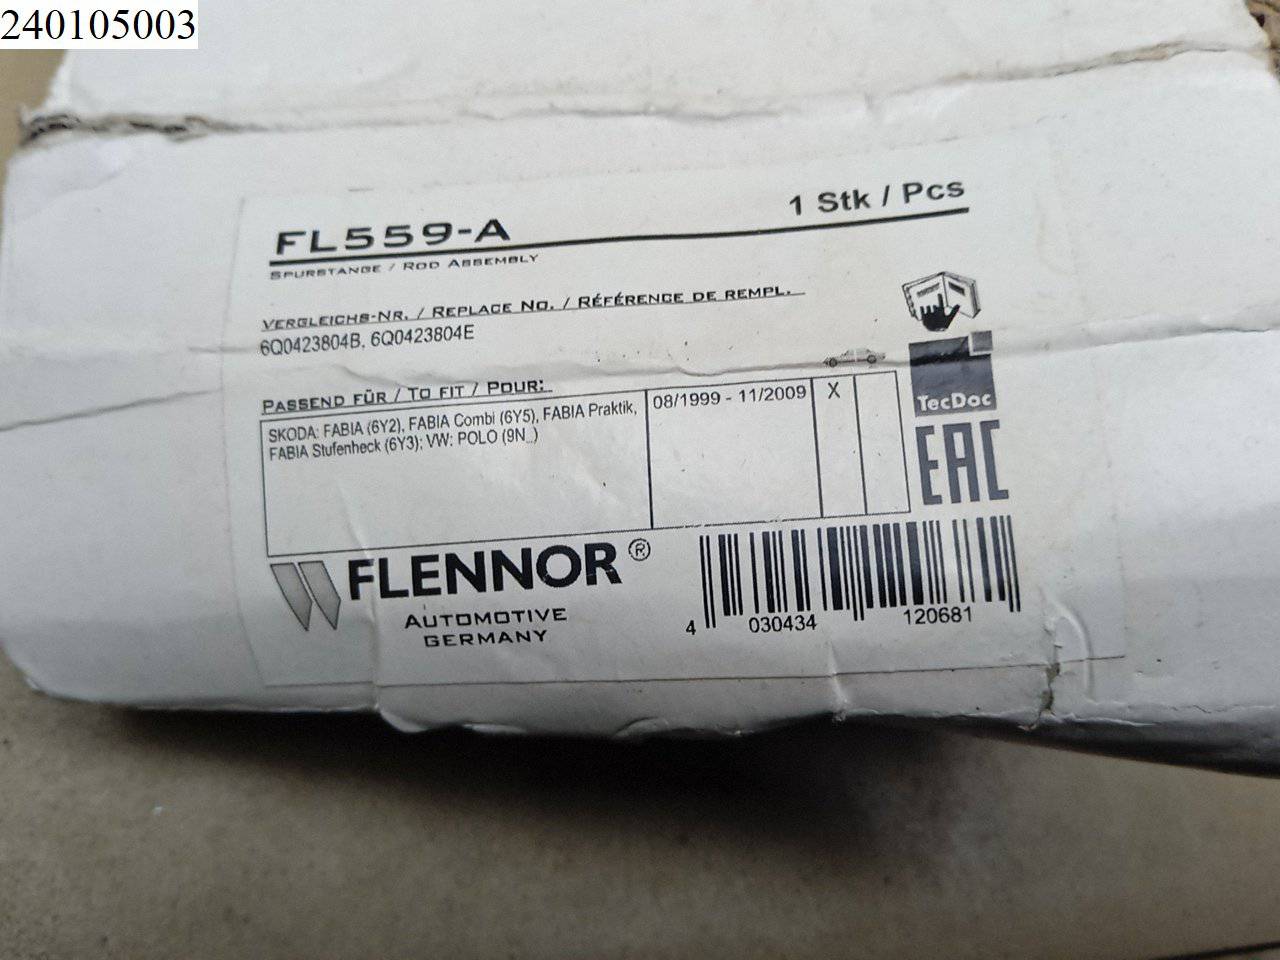 240105003
FL559-A
1 Stk / Pcs
SPURSTANGE / ROD ASSEMBLY
VERGLEICHS-NR. / REPLACE NO. / RÉFÉRENCE DE REMPL.
6Q0423804B, 6Q0423804E
PASSEND FÜR / TO FIT / POUR:
SKODA: FABIA (6Y2), FABIA Combi (6Y5), FABIA Praktik,
FABIA Stufenheck (6Y3); VW: POLO (9N_)
08/1999 - 11/2009
X
TecDoc
EAC
FLENNOR ®
AUTOMOTIVE
GERMANY
4 030434 120681